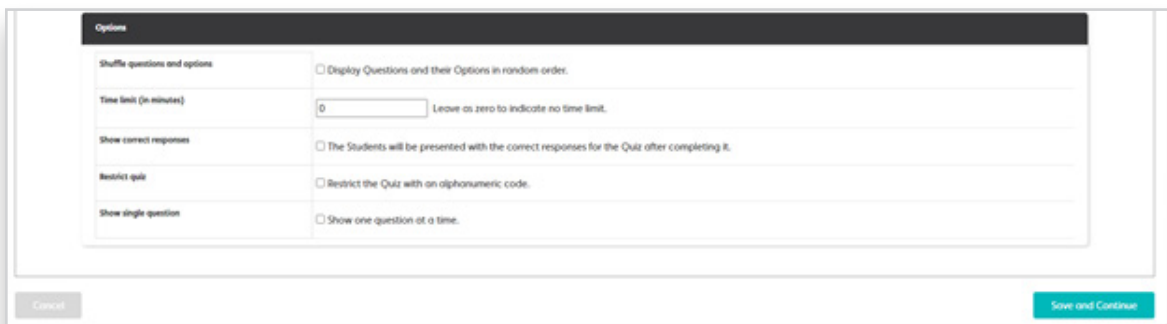 Options
Shuffle questions and options
Display Questions and their Options in random order.
Time limit (in minutes)
0 Leave as zero to indicate no time limit.
Show correct responses
The Students will be presented with the correct responses for the Quiz after completing it.
Restrict quiz
Restrict the Quiz with an alphanumeric code.
Show single question
Show one question at a time.
Cancel
Save and Continue